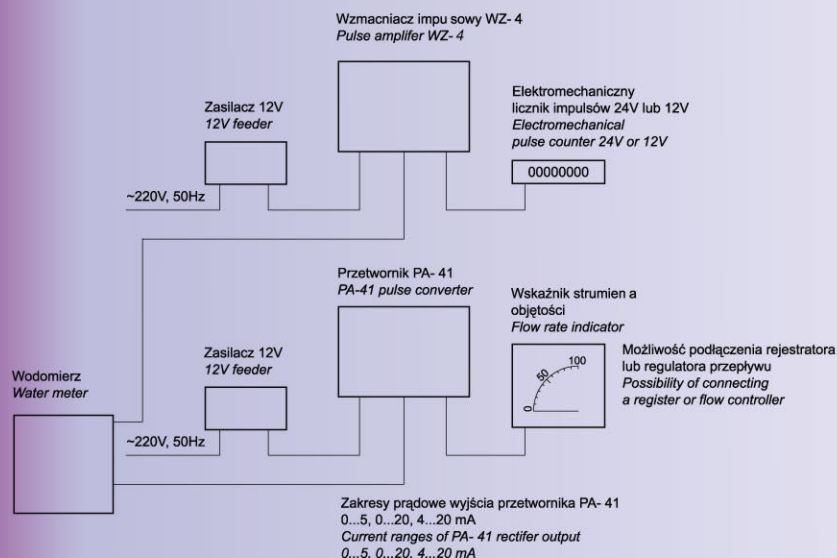 Wzmacniacz impu sowy WZ- 4
Pulse amplifer WZ- 4
Zasilacz 12V
12V feeder
~220V, 50Hz
Elektromechaniczny
licznik impulsów 24V lub 12V
Electromechanical
pulse counter 24V or 12V
00000000
Przetwornik PA- 41
PA-41 pulse converter
Zasilacz 12V
12V feeder
~220V, 50Hz
Wskaźnik strumien a
objętości
Flow rate indicator
0
50
100
Możliwość podłączenia rejestratora
lub regulatora przepływu
Possibility of connecting
a register or flow controller
Wodomierz
Water meter
Zakresy prądowe wyjścia przetwornika PA- 41
0...5, 0...20, 4...20 mA
Current ranges of PA- 41 rectifer output
0...5, 0...20, 4...20 mA